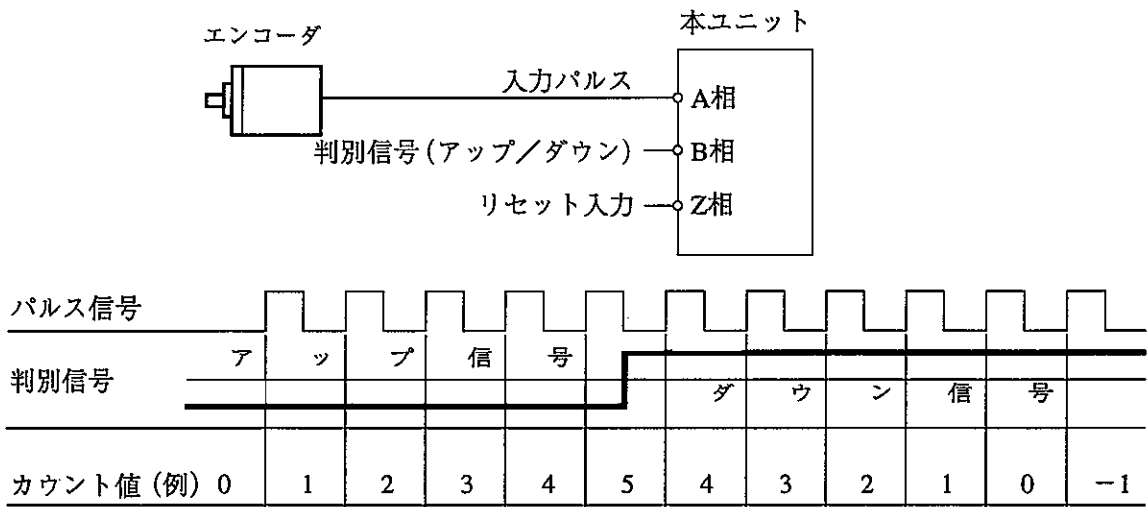 本ユニット
エンコーダ
入力パルス
A相
判別信号(アップ／ダウン)
B相
リセット入力
Z相
パルス信号
アップ信号
判別信号
ダウン信号
カウント値(例) 0 1 2 3 4 5 4 3 2 1 0 −1